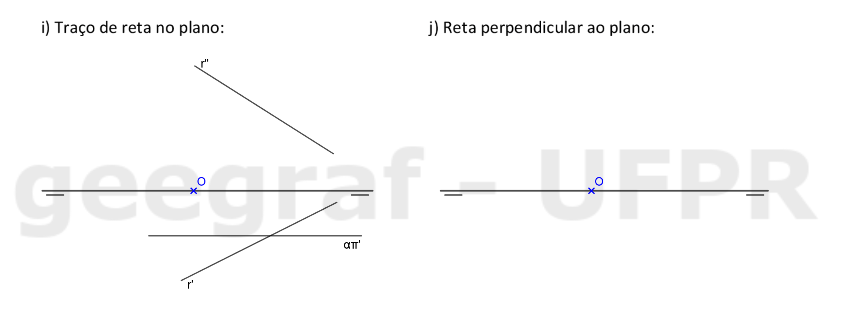 i) Traço de reta no plano:
j) Reta perpendicular ao plano:
r''
O
O
geegraf - UFPR
απ'
r'